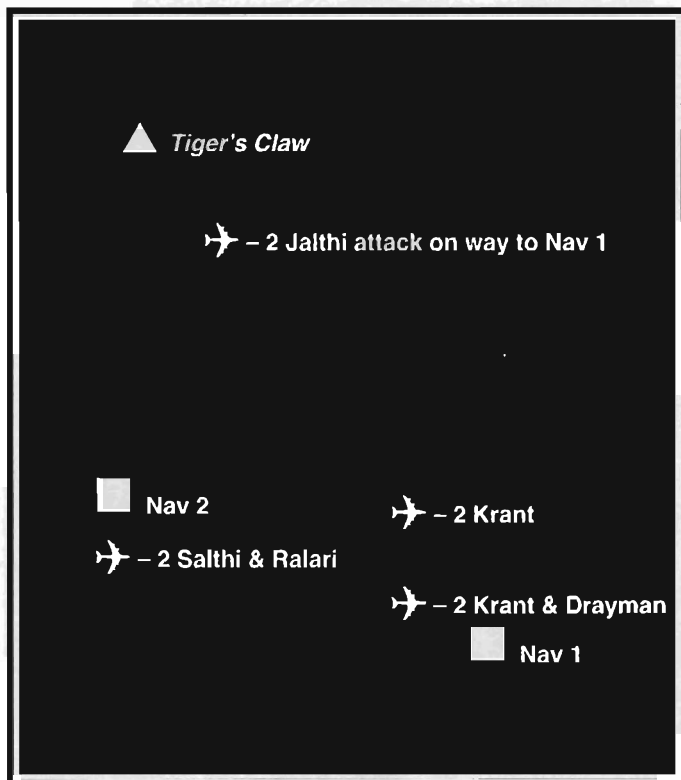 Tiger's Claw
– 2 Jalthi attack on way to Nav 1
Nav 2
– 2 Krant
– 2 Salthi & Ralari
– 2 Krant & Drayman
Nav 1